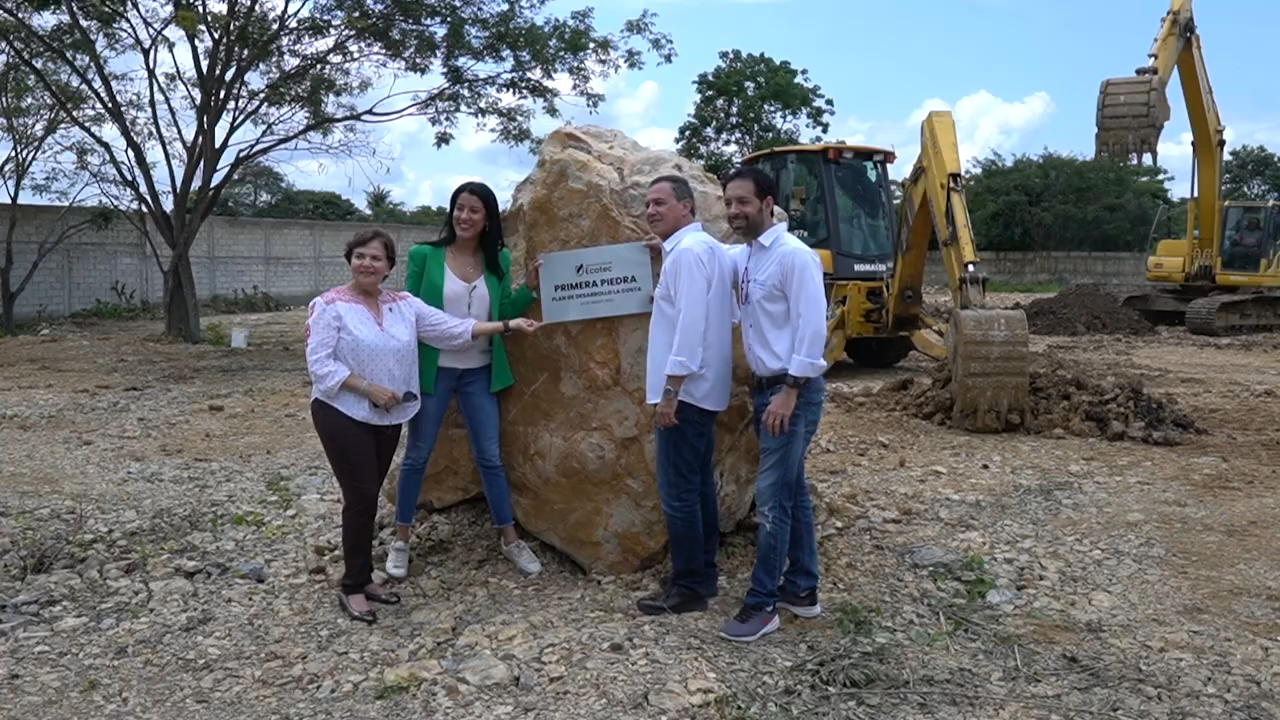 Ecotec
PRIMERA PIEDRA
PLAN DE DESARROLLO LA COSTA
KOMATSU